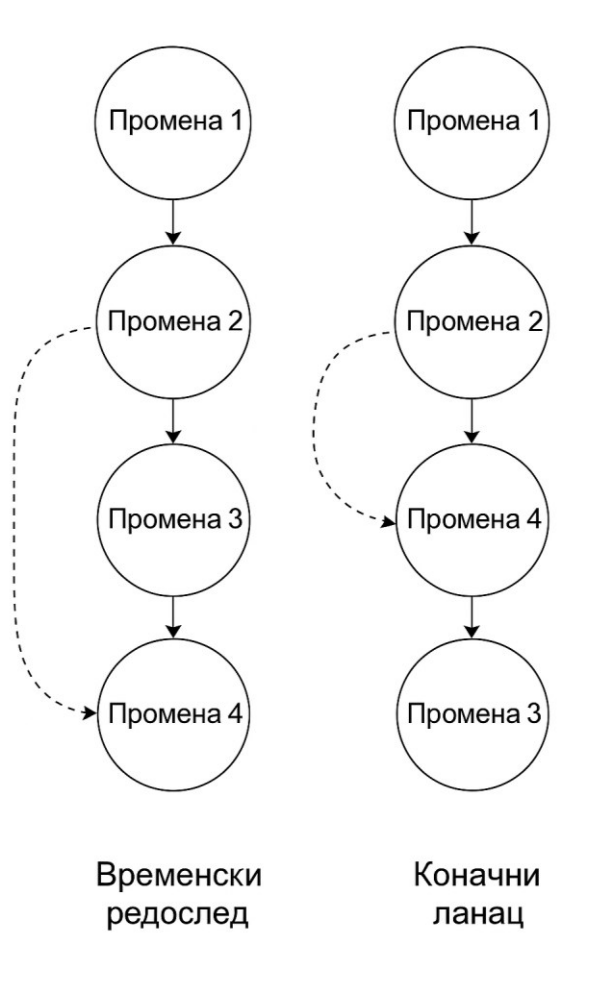 Промена 1
Промена 2
Промена 3
Промена 4
Временски
редослед
Промена 1
Промена 2
Промена 4
Промена 3
Коначни
ланац